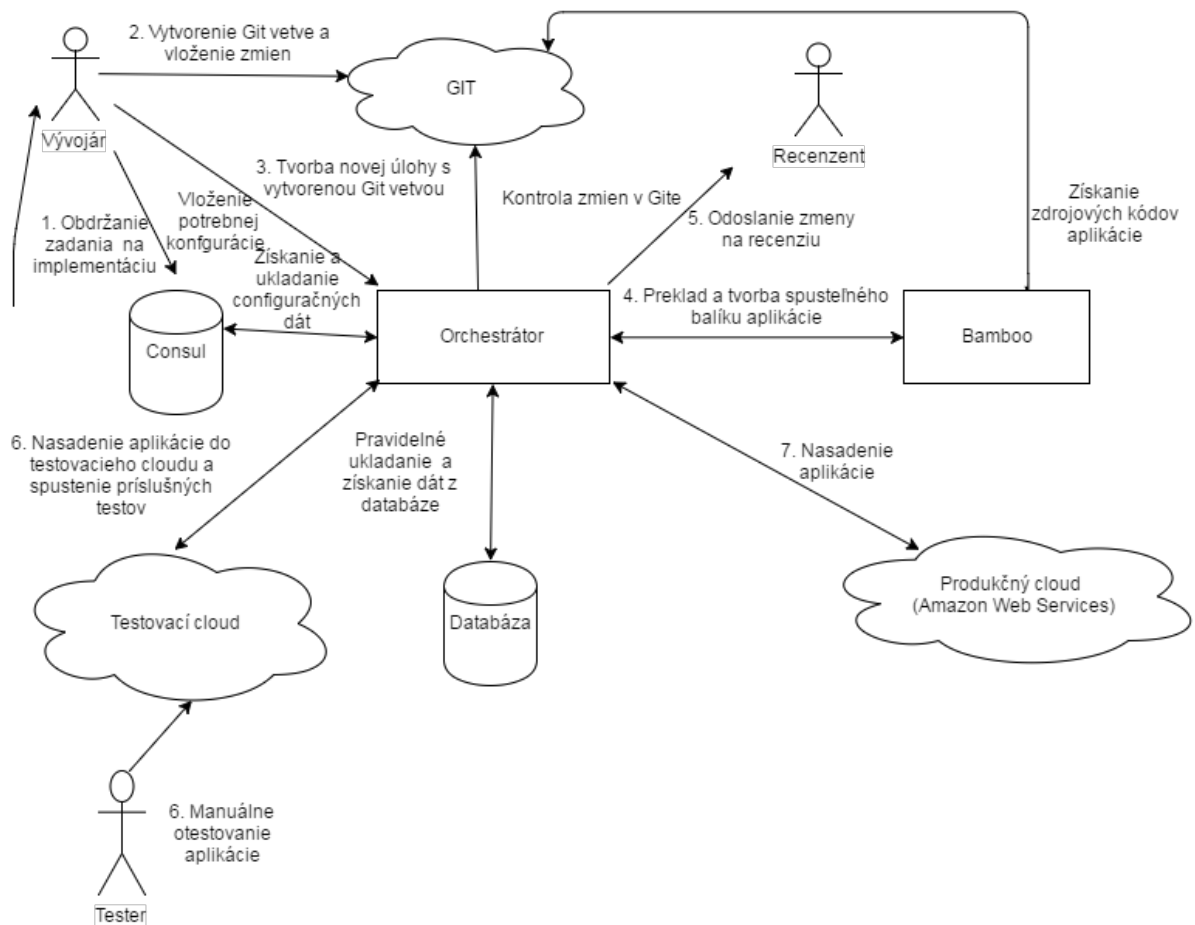 2. Vytvorenie Git vetve a
vloženie zmien
GIT
Vývojár
Recenzent
3. Tvorba novej úlohy s
vytvorenou Git vetvou
Kontrola zmien v Gite
1. Obdržanie
zadania na
implementáciu
Vloženie
potrebnej
konfgurácie
5. Odoslanie zmeny
na recenziu
Získanie
zdrojových kódov
aplikácie
Získanie a
ukladanie
configuračných
dát
Consul
Orchestrátor
4. Preklad a tvorba spusteľného
balíku aplikácie
Bamboo
6. Nasadenie aplikácie do
testovacieho cloudu a
spustenie príslušných
testov
Pravidelné
ukladanie a
získanie dát z
databáze
7. Nasadenie
aplikácie
Testovací cloud
Databáza
Produkčný cloud
(Amazon Web Services)
6. Manuálne
otestovanie
aplikácie
Tester